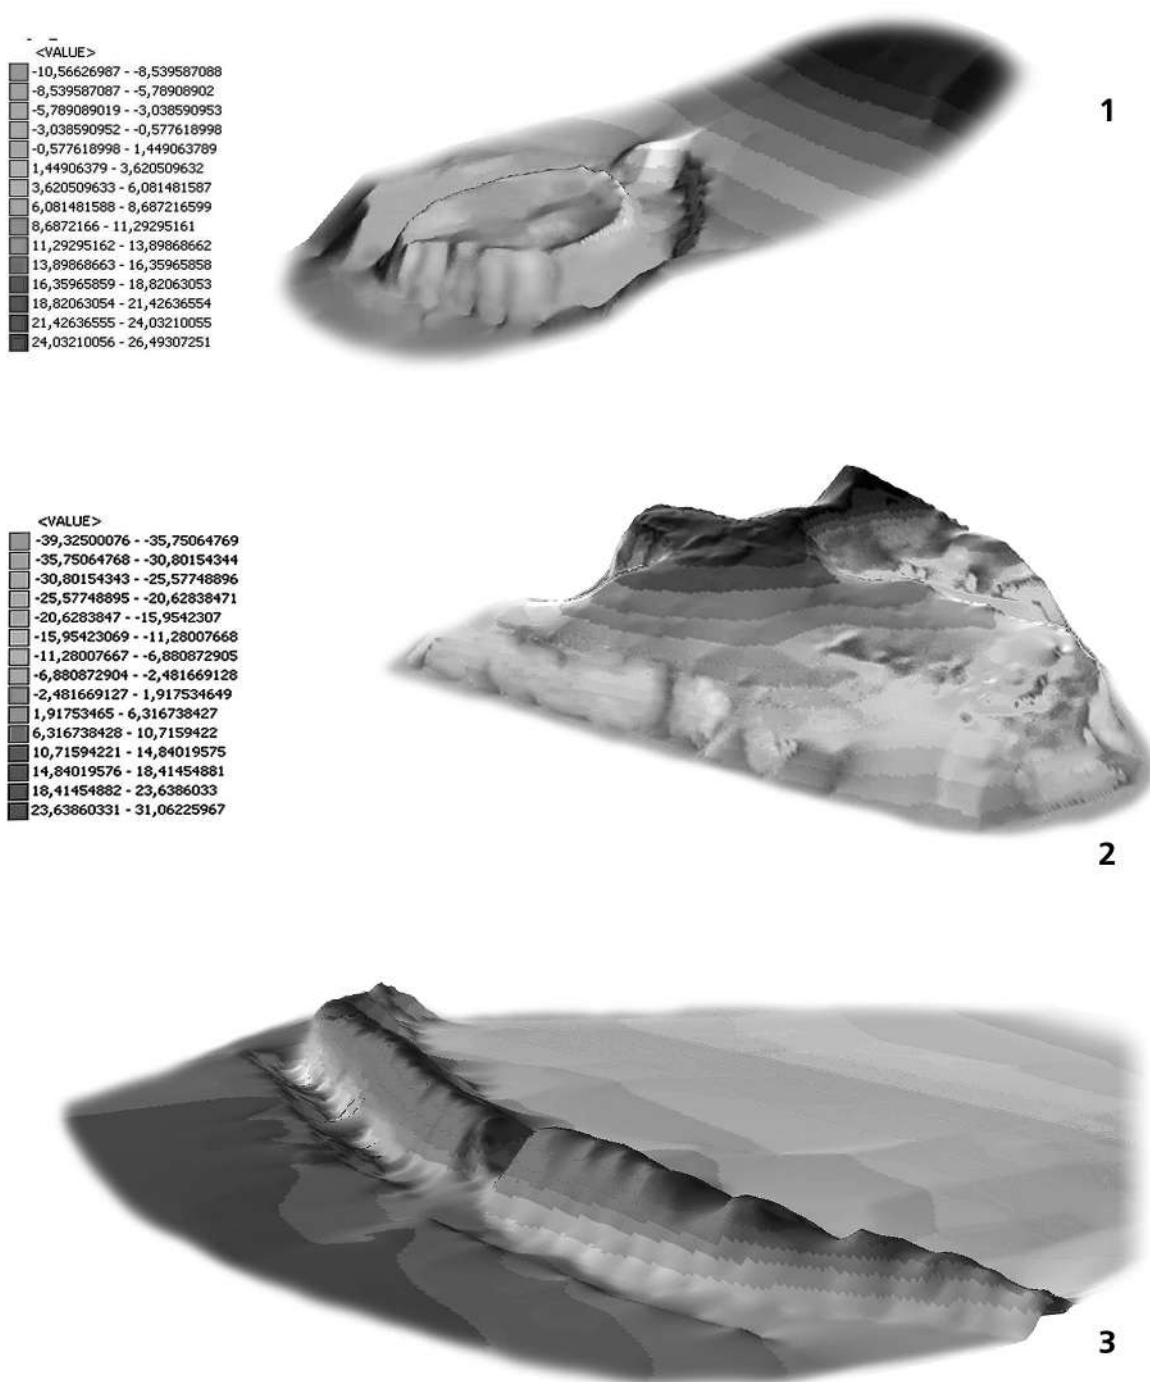 <VALUE>
-10,56626987 - -8,539587088
-8,539587087 - -5,78908902
-5,789089019 - -3,038590953
-3,038590952 - -0,577618998
-0,577618998 - 1,449063789
1,44906379 - 3,620509632
3,620509633 - 6,081481587
6,081481588 - 8,687216599
8,6872166 - 11,29295161
11,29295162 - 13,89868662
13,89868663 - 16,35965858
16,35965859 - 18,82063053
18,82063054 - 21,42636554
21,42636555 - 24,03210055
24,03210056 - 26,49307251
1
<VALUE>
-39,32500076 - -35,75064769
-35,75064768 - -30,80154344
-30,80154343 - -25,57748896
-25,57748895 - -20,62838471
-20,6283847 - -15,9542307
-15,95423069 - -11,28007668
-11,28007667 - -6,880872905
-6,880872904 - -2,481669128
-2,481669127 - 1,917534649
1,91753465 - 6,316738427
6,316738428 - 10,7159422
10,71594221 - 14,84019575
14,84019576 - 18,41454881
18,41454882 - 23,6386033
23,63860331 - 31,06225967
2
3